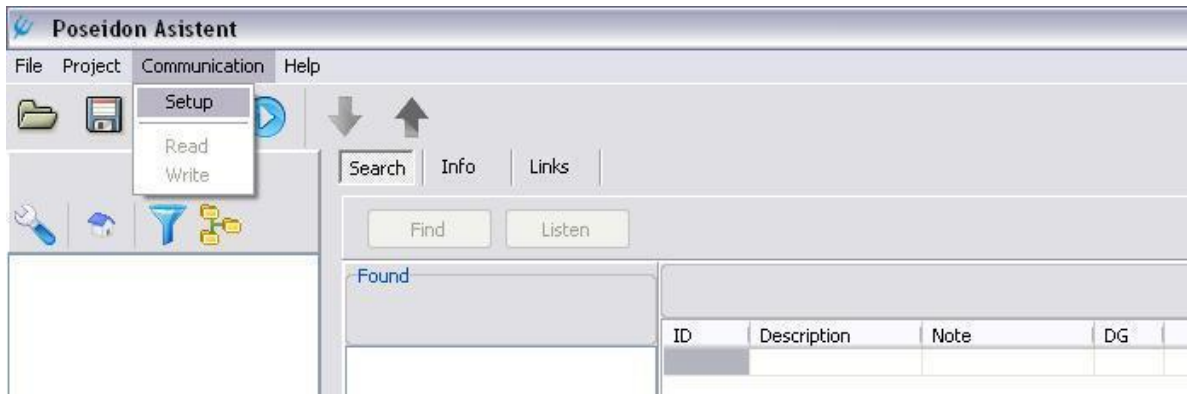 Poseidon Asistent
File Project Communication Help
Setup
Read
Write
Search Info Links
Find Listen
Found
ID Description Note DG